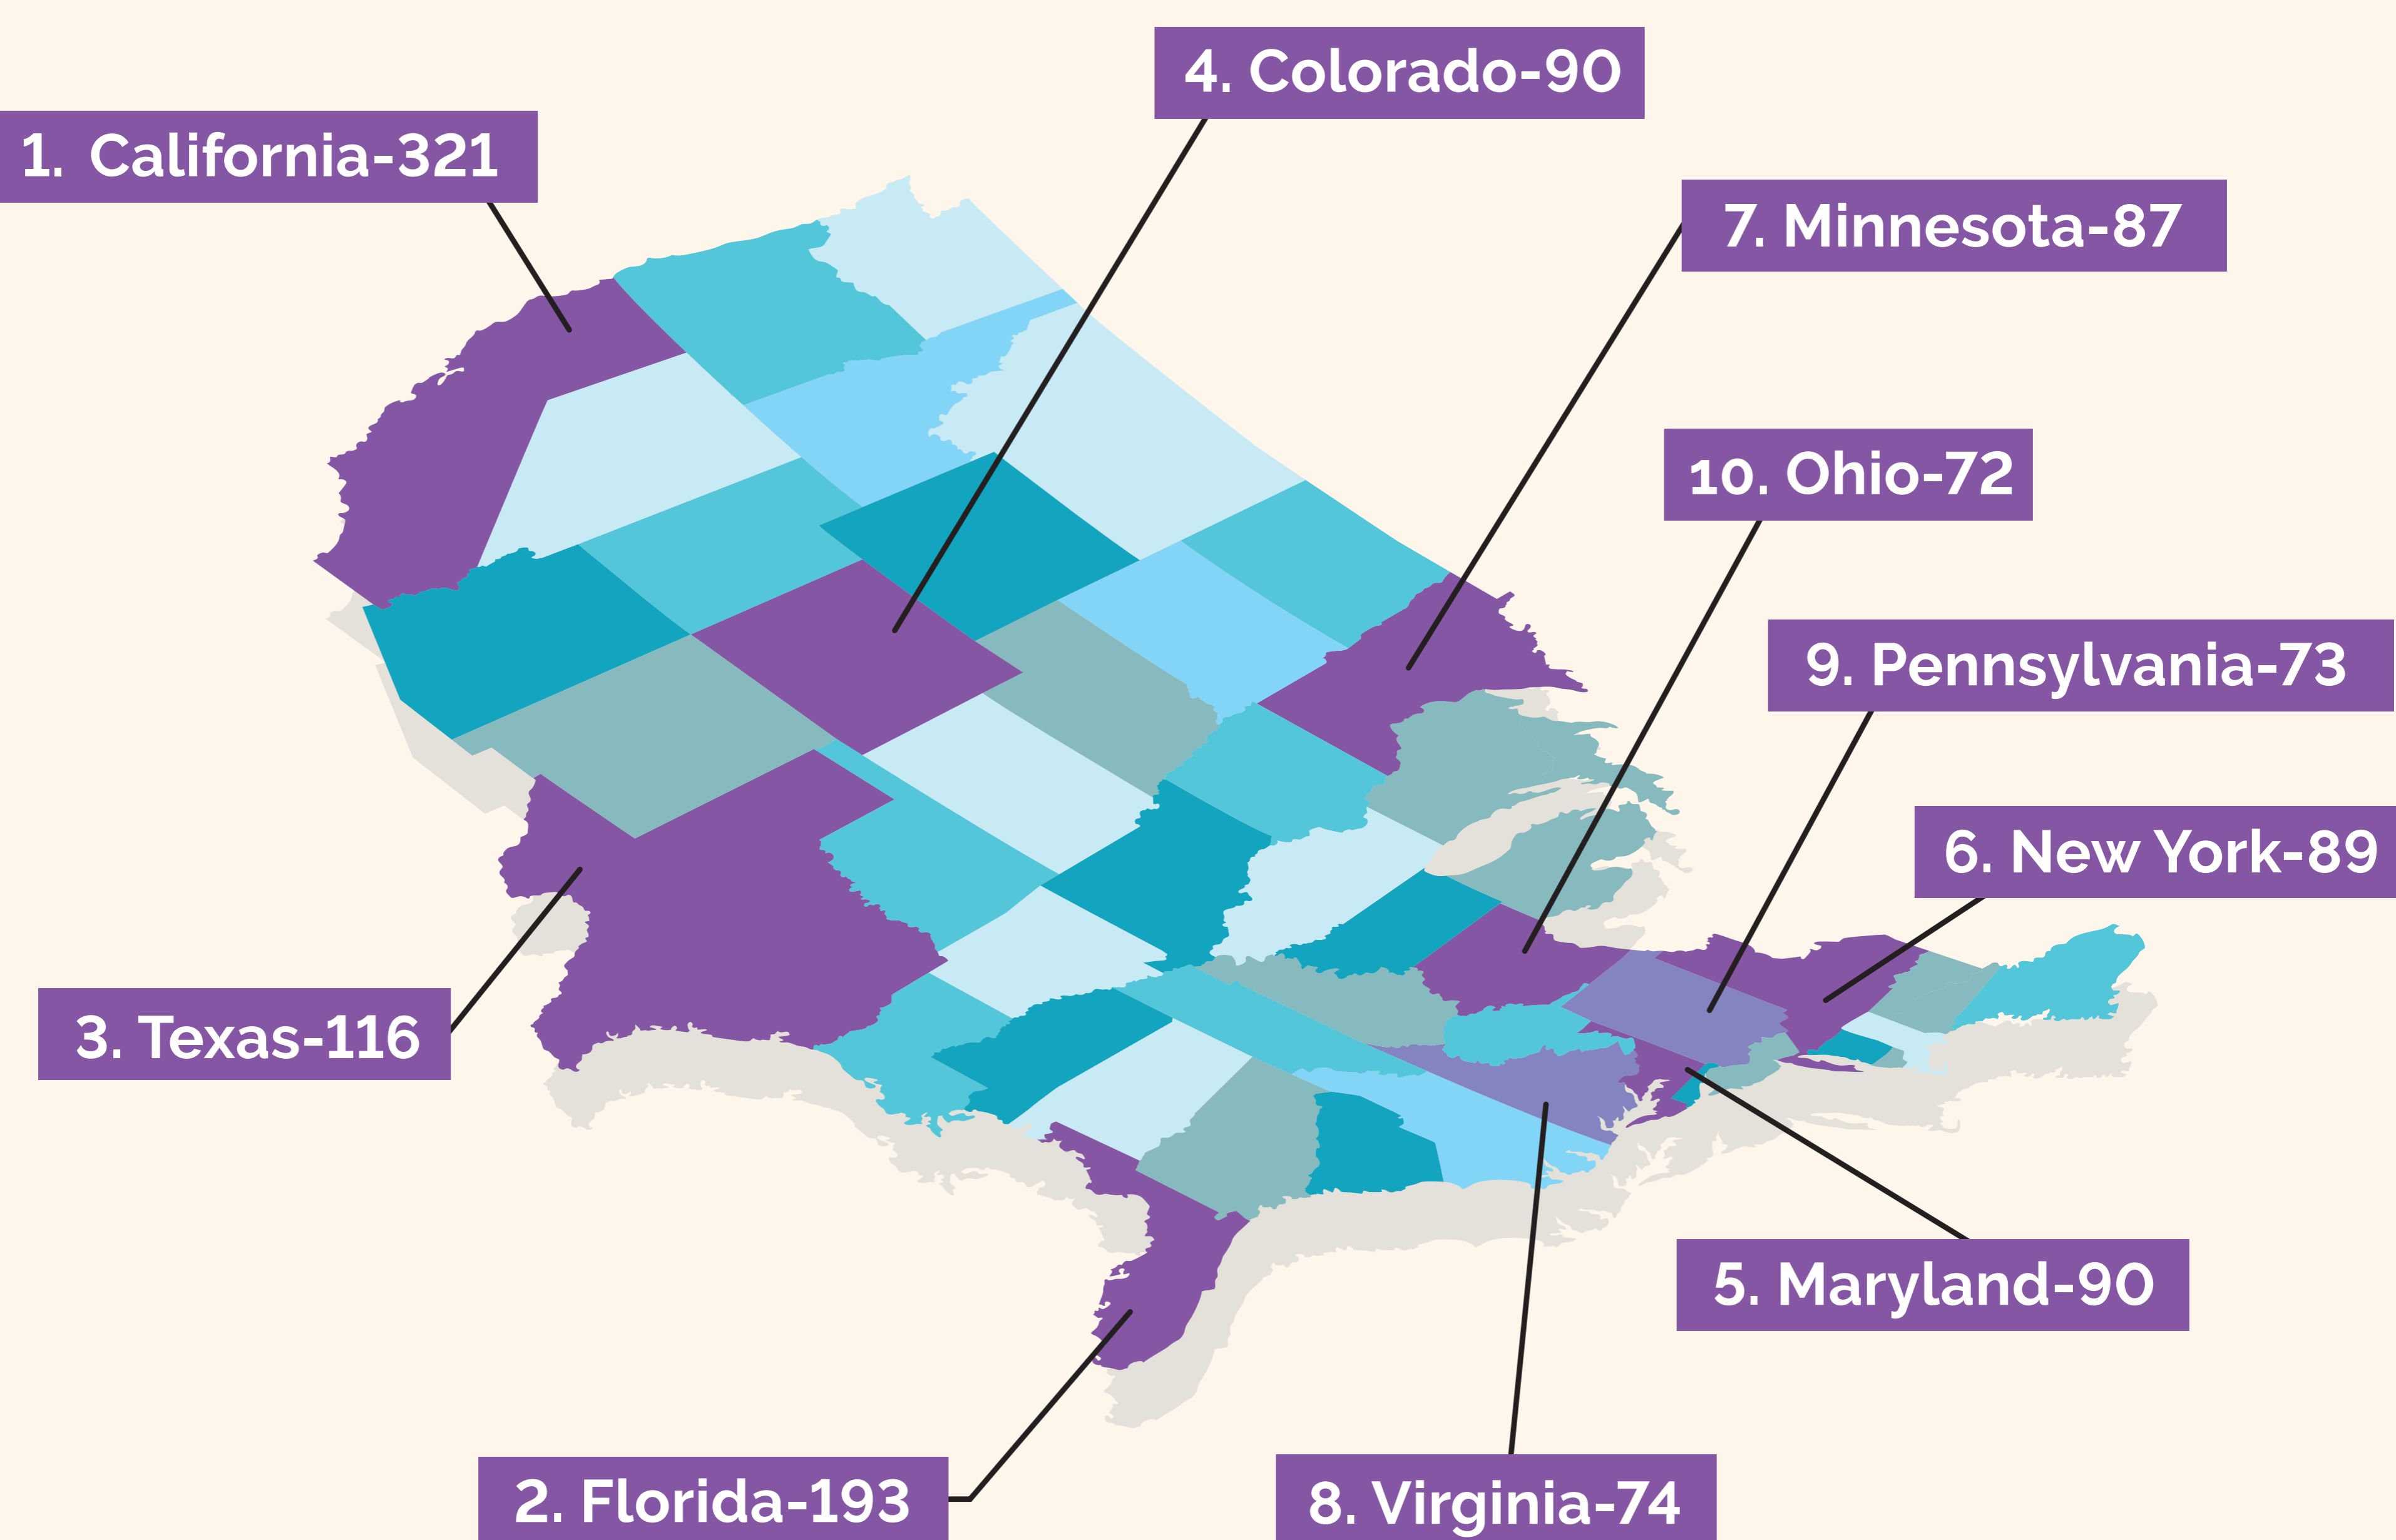 4. Colorado-90
1. California-321
7. Minnesota-87
10. Ohio-72
9. Pennsylvania-73
6. New York-89
3. Texas-116
5. Maryland-90
2. Florida-193
8. Virginia-74